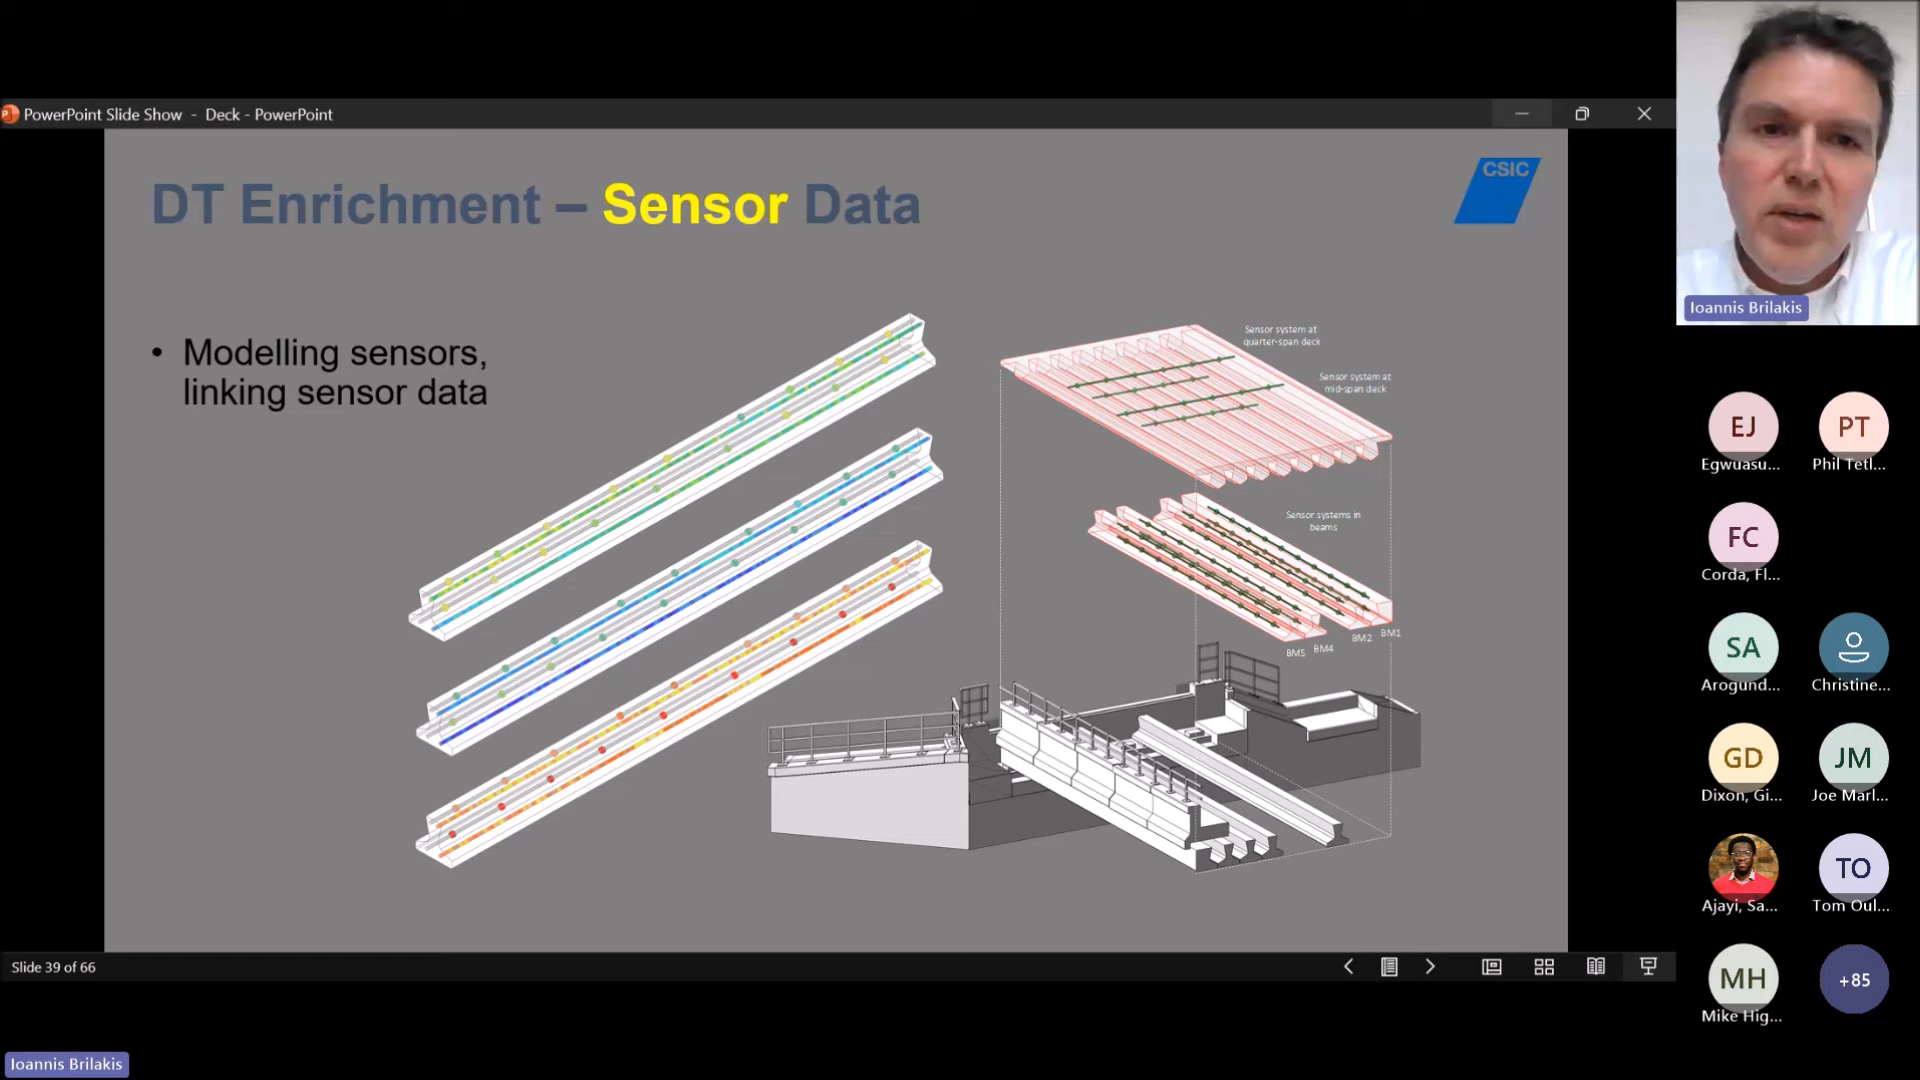 PowerPoint Slide Show - Deck - PowerPoint
DT Enrichment – Sensor Data
CSIC
• Modelling sensors,
linking sensor data
Sensor system at
quarter-span deck
Sensor system at
mid-span deck
Sensor systems in
beams
BM5
BM4
BM2
BM1
Slide 39 of 66
Ioannis Brilakis
Ioannis Brilakis
EJ
Egwuasu...
PT
Phil Tetl...
FC
Corda, Fl...
SA
Arogund...
Christine...
GD
Dixon, Gi...
JM
Joe Marl...
Ajayi, Sa...
TO
Tom Oul...
MH
Mike Hig...
+85